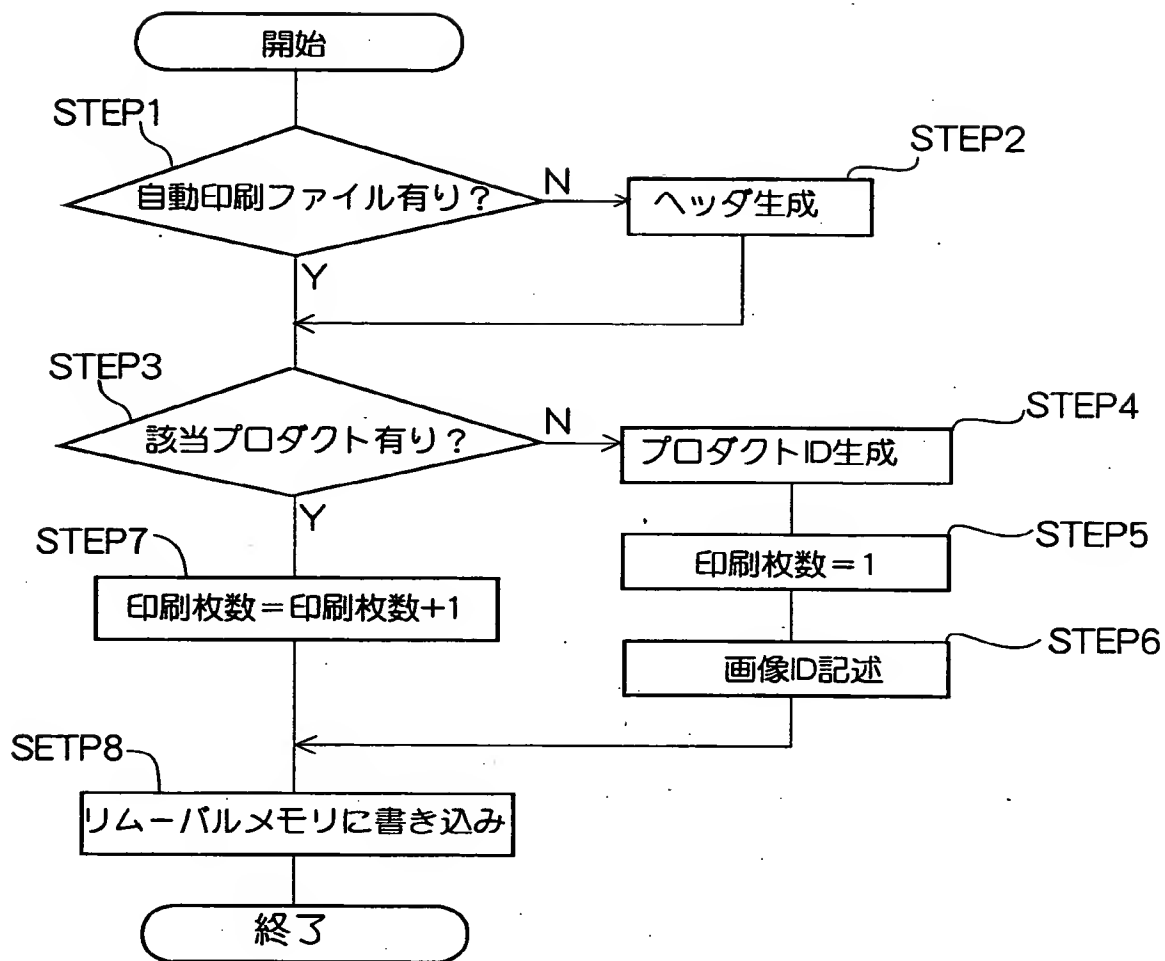 開始
STEP1
自動印刷ファイル有り?
N
STEP2
ヘッダ生成
Y
STEP3
該当プロダクト有り?
N
STEP4
プロダクトID生成
Y
STEP5
印刷枚数=1
STEP7
印刷枚数=印刷枚数+1
STEP6
画像ID記述
SETP8
リムーバルメモリに書き込み
終了